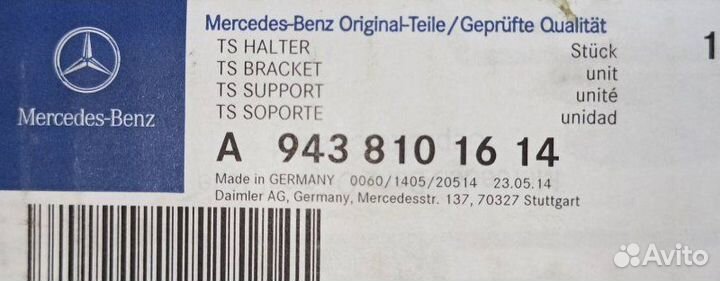 Mercedes-Benz
Mercedes-Benz Original-Teile/Geprüfte Qualität
TS HALTER Stück 1
TS BRACKET unit
TS SUPPORT unité
TS SOPORTE unidad
A 943 810 16 14
Made in GERMANY 0060/1405/20514 23.05.14
Daimler AG, Germany, Mercedesstr. 137, 70327 Stuttgart
Avito